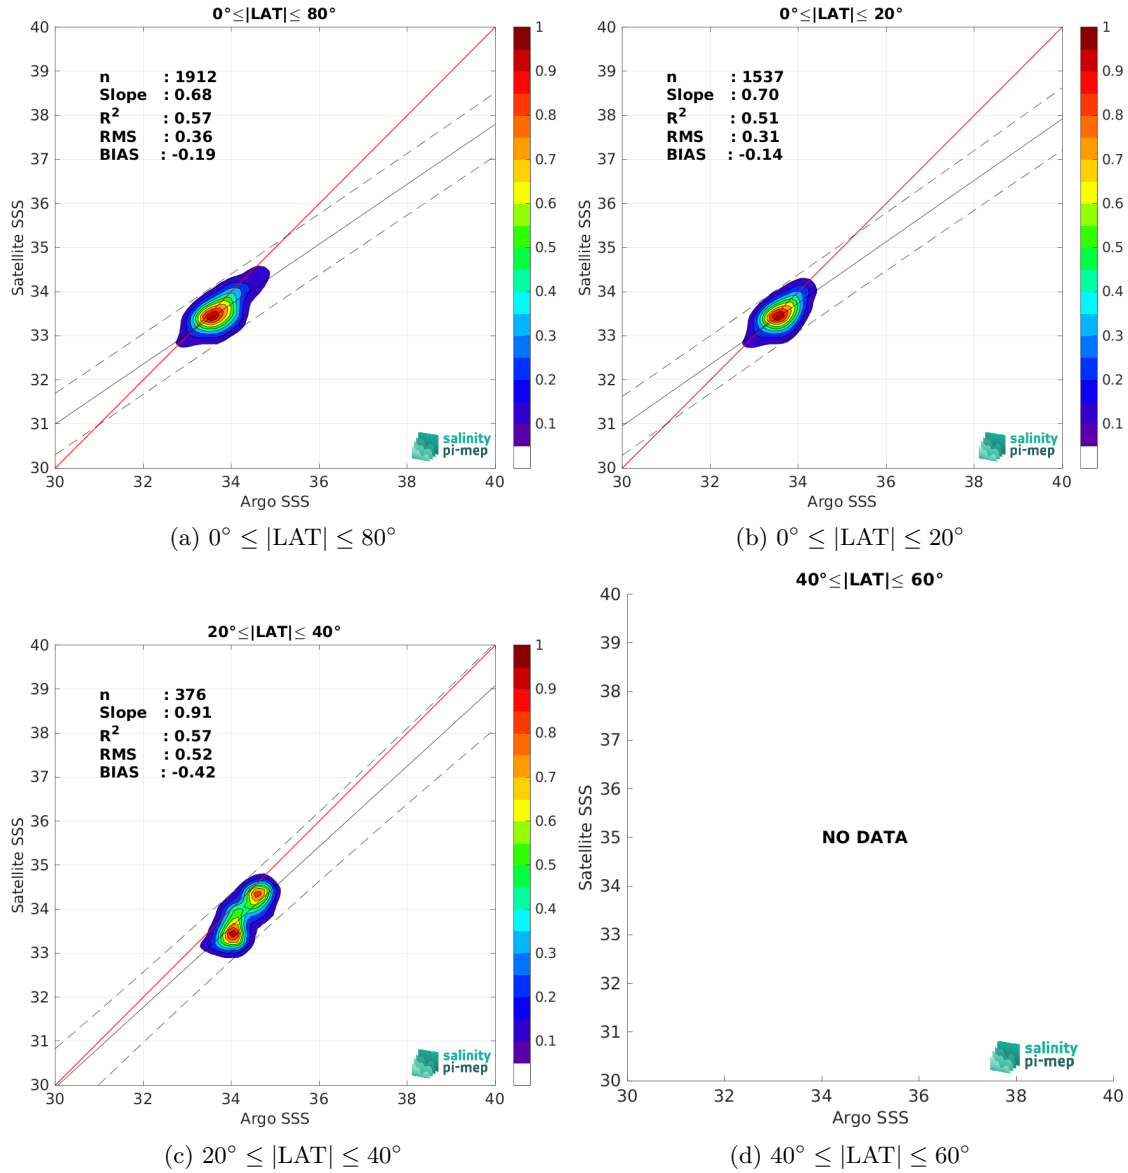 0°≤|LAT|≤ 80°
n : 1912
Slope : 0.68
R² : 0.57
RMS : 0.36
BIAS : -0.19
40
39
38
37
36
35
34
33
32
31
30
30 32 34 36 38 40
Satellite SSS
Argo SSS
1
0.9
0.8
0.7
0.6
0.5
0.4
0.3
0.2
0.1
salinity
pi-mep
(a) 0° ≤ |LAT| ≤ 80°
0°≤|LAT|≤ 20°
n : 1537
Slope : 0.70
R² : 0.51
RMS : 0.31
BIAS : -0.14
40
39
38
37
36
35
34
33
32
31
30
30 32 34 36 38 40
Satellite SSS
Argo SSS
1
0.9
0.8
0.7
0.6
0.5
0.4
0.3
0.2
0.1
salinity
pi-mep
(b) 0° ≤ |LAT| ≤ 20°
20°≤|LAT|≤ 40°
n : 376
Slope : 0.91
R² : 0.57
RMS : 0.52
BIAS : -0.42
40
39
38
37
36
35
34
33
32
31
30
30 32 34 36 38 40
Satellite SSS
Argo SSS
1
0.9
0.8
0.7
0.6
0.5
0.4
0.3
0.2
0.1
salinity
pi-mep
(c) 20° ≤ |LAT| ≤ 40°
40°≤|LAT|≤ 60°
NO DATA
40
39
38
37
36
35
34
33
32
31
30
30 32 34 36 38 40
Satellite SSS
Argo SSS
salinity
pi-mep
(d) 40° ≤ |LAT| ≤ 60°